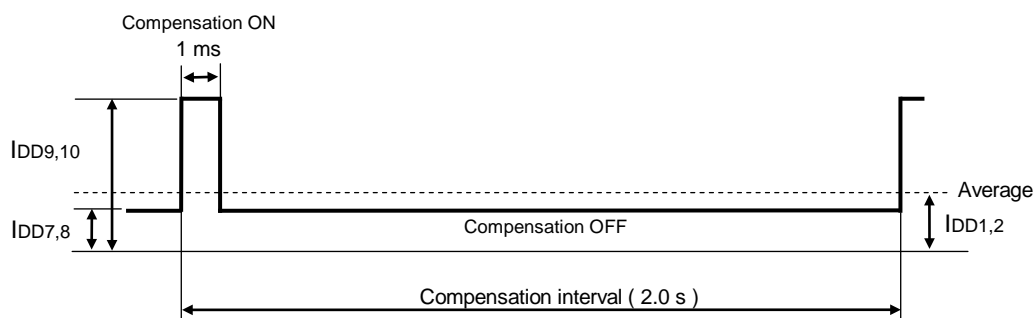 Compensation ON
1 ms
IDD9,10
Average
IDD7,8
Compensation OFF
IDD1,2
Compensation interval ( 2.0 s )